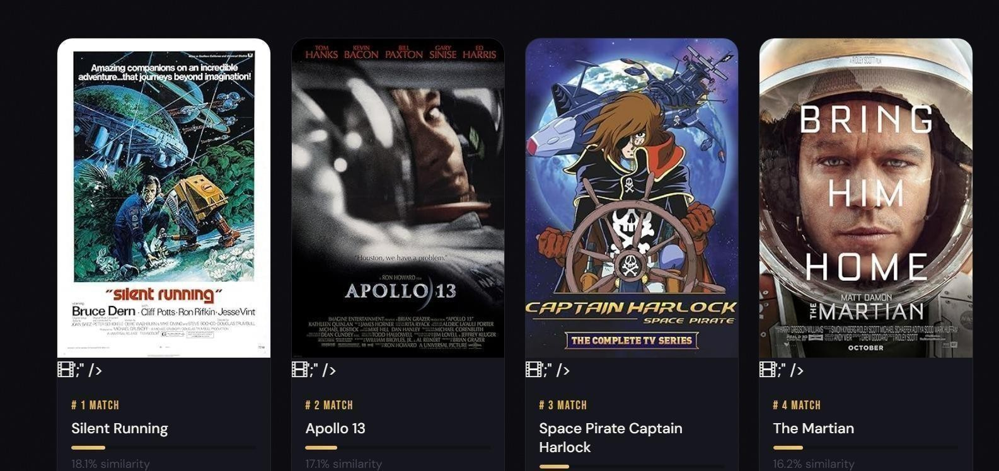 Amazing companions on an incredible
adventure...that journeys beyond imagination!
"silent running"
starring
Bruce Dern · Cliff Potts · Ron Rifkin · Jesse Vint
TOM HANKS KEVIN BACON BILL PAXTON GARY SINISE ED HARRIS
"Houston, we have a problem."
A RON HOWARD FILM
APOLLO 13
CAPTAIN HARLOCK
SPACE PIRATE
THE COMPLETE TV SERIES
A RIDLEY SCOTT FILM
BRING
HIM
HOME
MATT DAMON
THE MARTIAN
OCTOBER
';" />
';" />
';" />
';" />
# 1 MATCH
Silent Running
18.1% similarity
# 2 MATCH
Apollo 13
17.1% similarity
# 3 MATCH
Space Pirate Captain
Harlock
# 4 MATCH
The Martian
16.2% similarity